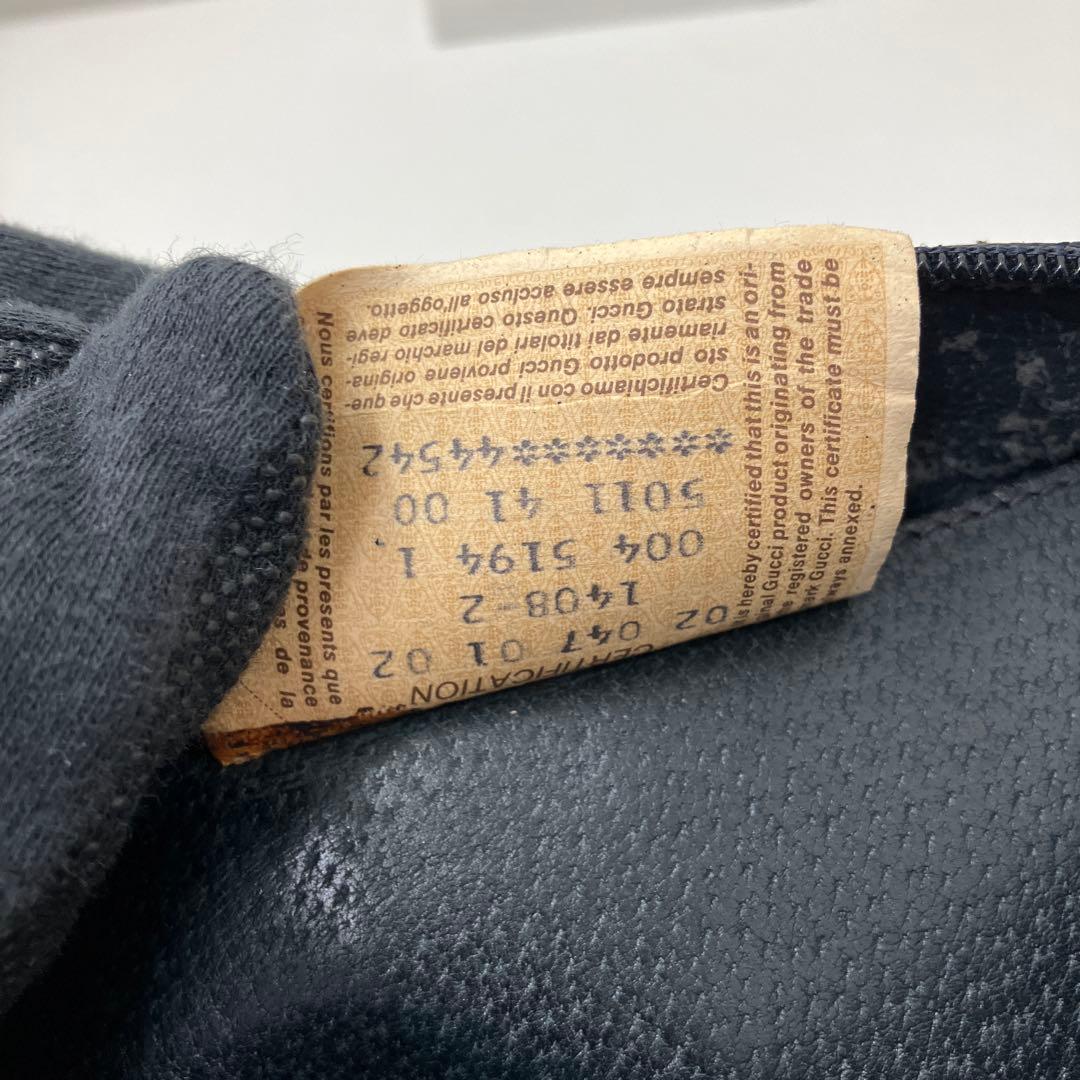 CERTIFICATION
02 047 01 02
1408-2
004 5194 1.
5011 41 00
*******44542
Certifichiamo con il presente che que-
sto prodotto Gucci proviene origina-
riamente dai titolari del marchio regi-
strato Gucci. Questo certificato deve
sempre essere accluso all'oggetto.
is hereby certified that this is an ori-
nal Gucci product originating from
registered owners of the trade
Gucci. This certificate must be
annexed.
Nous certifions par les presents que
de provenance
de la